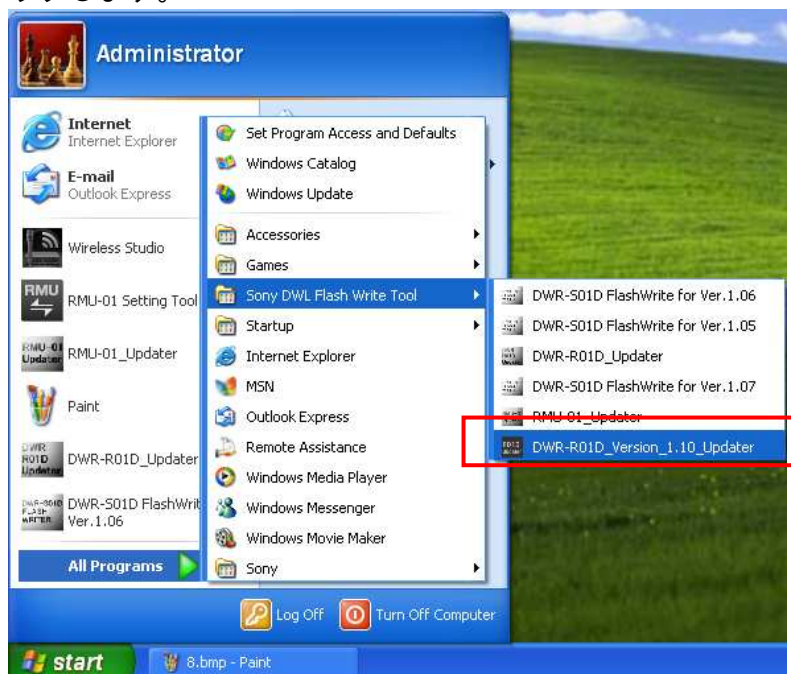 Administrator
Internet
Internet Explorer
E-mail
Outlook Express
Wireless Studio
RMU
RMU-01 Setting Tool
RMU-01
Updater
RMU-01_Updater
Paint
DWR
R01D
Updater
DWR-R01D_Updater
DWR-S01D
FLASH
WRITER
DWR-S01D FlashWrit
Ver.1.06
All Programs
Set Program Access and Defaults
Windows Catalog
Windows Update
Accessories
Games
Sony DWL Flash Write Tool
Startup
Internet Explorer
MSN
Outlook Express
Remote Assistance
Windows Media Player
Windows Messenger
Windows Movie Maker
Sony
DWR-S01D FlashWrite for Ver.1.06
DWR-S01D FlashWrite for Ver.1.05
DWR-R01D_Updater
DWR-S01D FlashWrite for Ver.1.07
RMU-01_Updater
DWR-R01D_Version_1.10_Updater
Log Off
Turn Off Computer
start
8.bmp - Paint